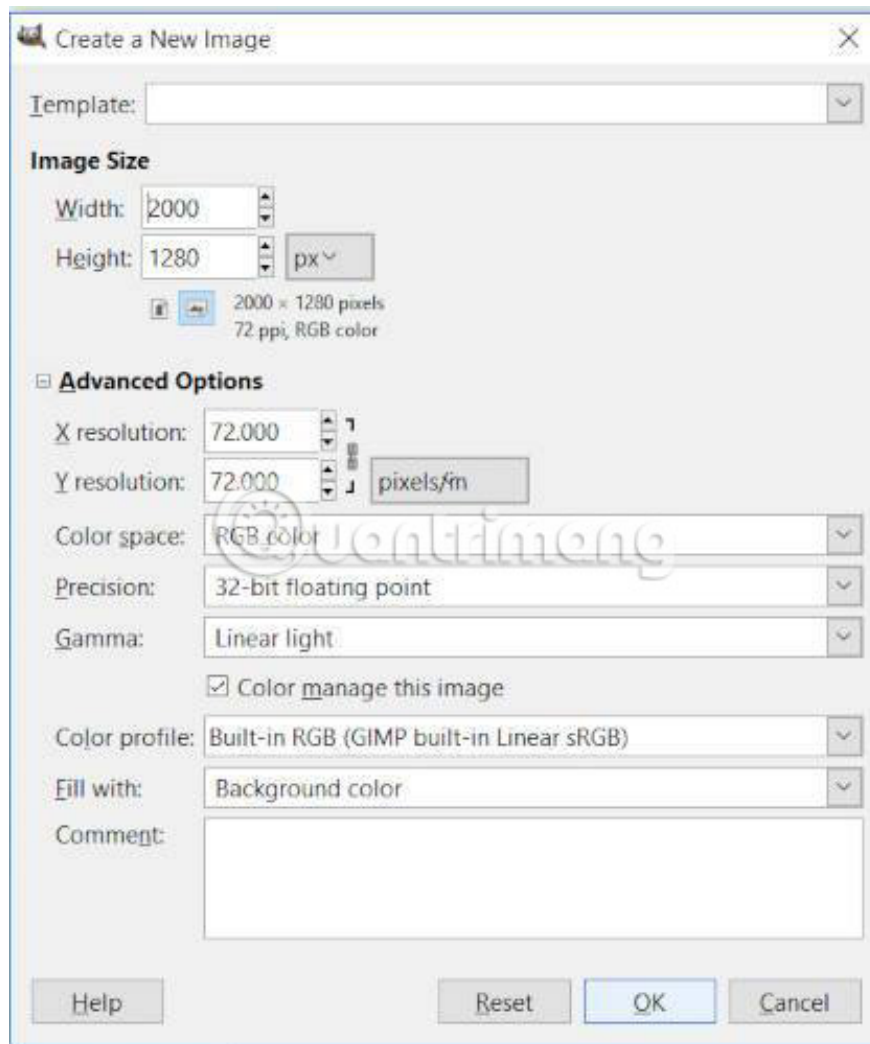 Create a New Image
Template:
Image Size
Width: 2000
Height: 1280 px
2000 × 1280 pixels
72 ppi, RGB color
Advanced Options
X resolution: 72.000
Y resolution: 72.000 pixels/in
Color space: RGB color
Quantrimang
Precision: 32-bit floating point
Gamma: Linear light
Color manage this image
Color profile: Built-in RGB (GIMP built-in Linear sRGB)
Fill with: Background color
Comment:
Help Reset OK Cancel